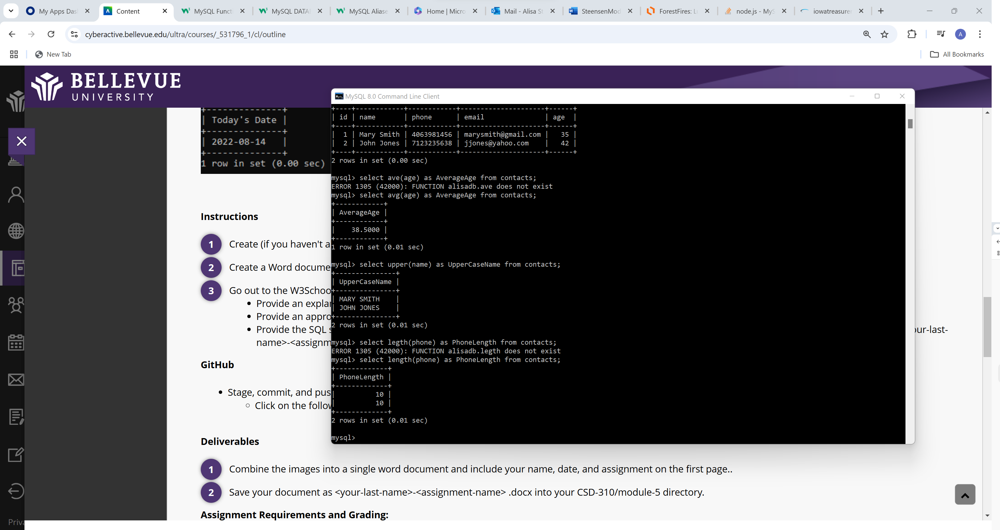 My Apps Das
Content
MySQL Functi
MySQL DATA
MySQL Aliase
Home | Micro
Mail - Alisa St
SteensenMod
ForestFires: L
node.js - MyS
iowatreasurer
cyberactive.bellevue.edu/ultra/courses/_531796_1/cl/outline
A
New Tab
All Bookmarks
BELLEVUE
UNIVERSITY
+--------------+
| Today's Date |
+--------------+
| 2022-08-14   |
+--------------+
1 row in set (0.00 sec)
Instructions
1 Create (if you haven't a
2 Create a Word docume
3 Go out to the W3Schoo
• Provide an explan
• Provide an appro
• Provide the SQL s
our-last-
name>-<assignm
GitHub
• Stage, commit, and pus
○ Click on the follow
MySQL 8.0 Command Line Client
+----+------------+------------+---------------------+------+
| id | name       | phone      | email               | age  |
+----+------------+------------+---------------------+------+
|  1 | Mary Smith | 4063981456 | marysmith@gmail.com |   35 |
|  2 | John Jones | 7123235638 | jjones@yahoo.com    |   42 |
+----+------------+------------+---------------------+------+
2 rows in set (0.00 sec)
mysql> select ave(age) as AverageAge from contacts;
ERROR 1305 (42000): FUNCTION alisadb.ave does not exist
mysql> select avg(age) as AverageAge from contacts;
+------------+
| AverageAge |
+------------+
|    38.5000 |
+------------+
1 row in set (0.01 sec)
mysql> select upper(name) as UpperCaseName from contacts;
+---------------+
| UpperCaseName |
+---------------+
| MARY SMITH    |
| JOHN JONES    |
+---------------+
2 rows in set (0.01 sec)
mysql> select legth(phone) as PhoneLength from contacts;
ERROR 1305 (42000): FUNCTION alisadb.legth does not exist
mysql> select length(phone) as PhoneLength from contacts;
+-------------+
| PhoneLength |
+-------------+
|          10 |
|          10 |
+-------------+
2 rows in set (0.01 sec)
mysql>
Deliverables
1 Combine the images into a single word document and include your name, date, and assignment on the first page..
2 Save your document as <your-last-name>-<assignment-name> .docx into your CSD-310/module-5 directory.
Assignment Requirements and Grading:
Priva